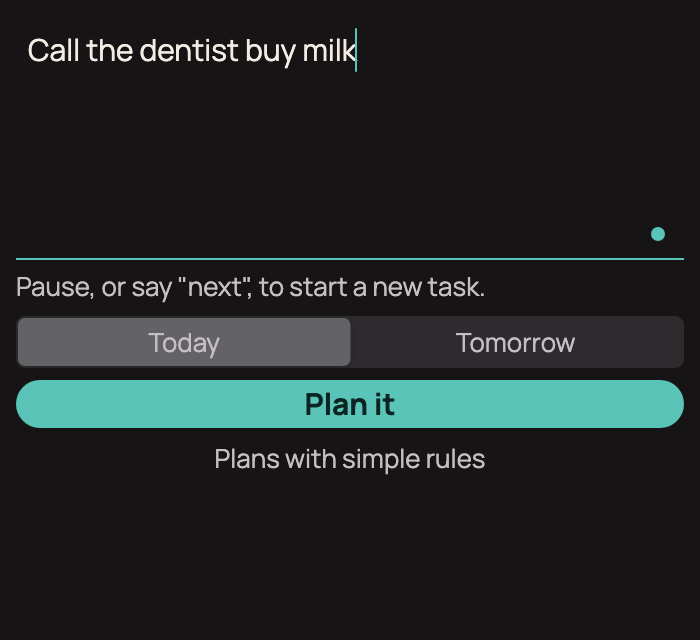 Call the dentist buy milk
Pause, or say "next", to start a new task.
Today
Tomorrow
Plan it
Plans with simple rules